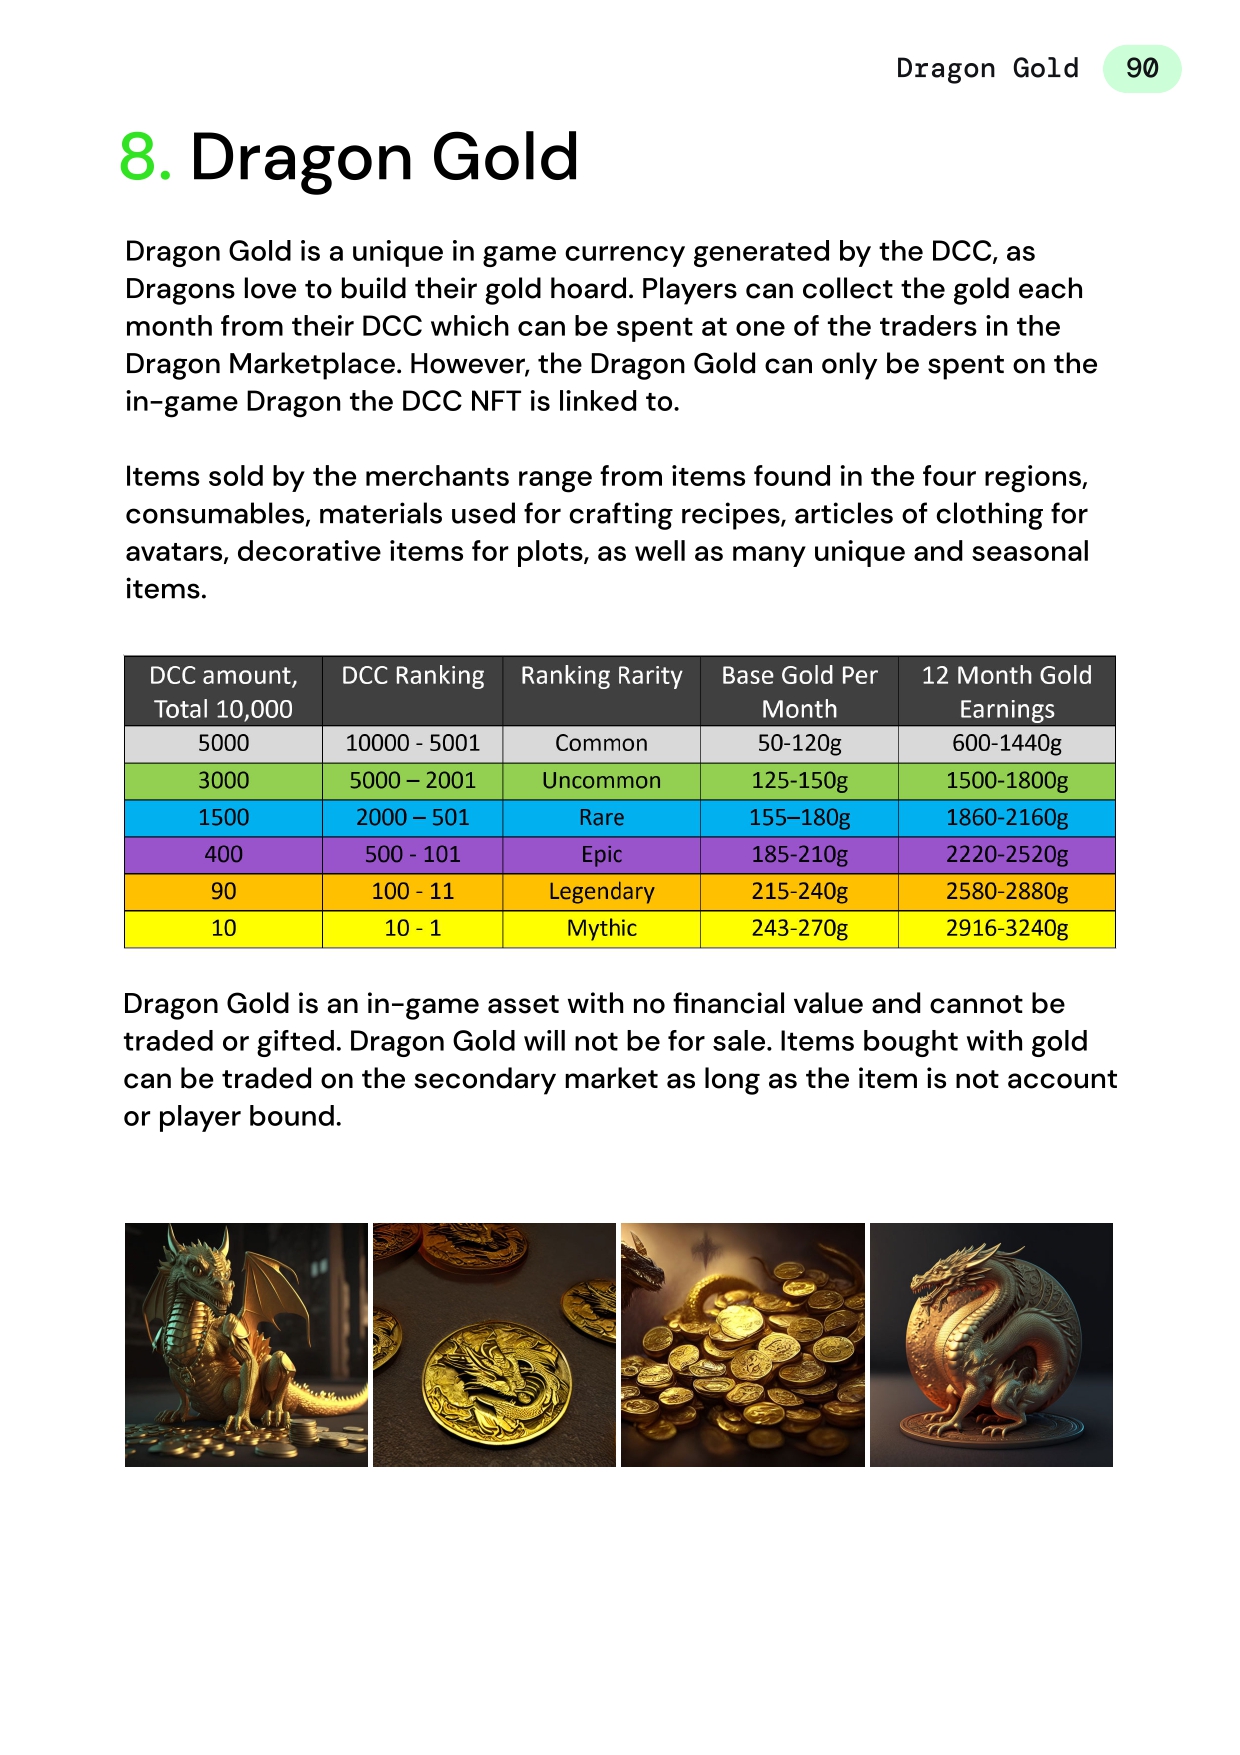 Dragon Gold 90
8. Dragon Gold
Dragon Gold is a unique in game currency generated by the DCC, as
Dragons love to build their gold hoard. Players can collect the gold each
month from their DCC which can be spent at one of the traders in the
Dragon Marketplace. However, the Dragon Gold can only be spent on the
in-game Dragon the DCC NFT is linked to.
Items sold by the merchants range from items found in the four regions,
consumables, materials used for crafting recipes, articles of clothing for
avatars, decorative items for plots, as well as many unique and seasonal
items.
DCC amount, Total 10,000 DCC Ranking Ranking Rarity Base Gold Per Month 12 Month Gold Earnings
5000 10000 - 5001 Common 50-120g 600-1440g
3000 5000 – 2001 Uncommon 125-150g 1500-1800g
1500 2000 – 501 Rare 155–180g 1860-2160g
400 500 - 101 Epic 185-210g 2220-2520g
90 100 - 11 Legendary 215-240g 2580-2880g
10 10 - 1 Mythic 243-270g 2916-3240g
Dragon Gold is an in-game asset with no financial value and cannot be
traded or gifted. Dragon Gold will not be for sale. Items bought with gold
can be traded on the secondary market as long as the item is not account
or player bound.